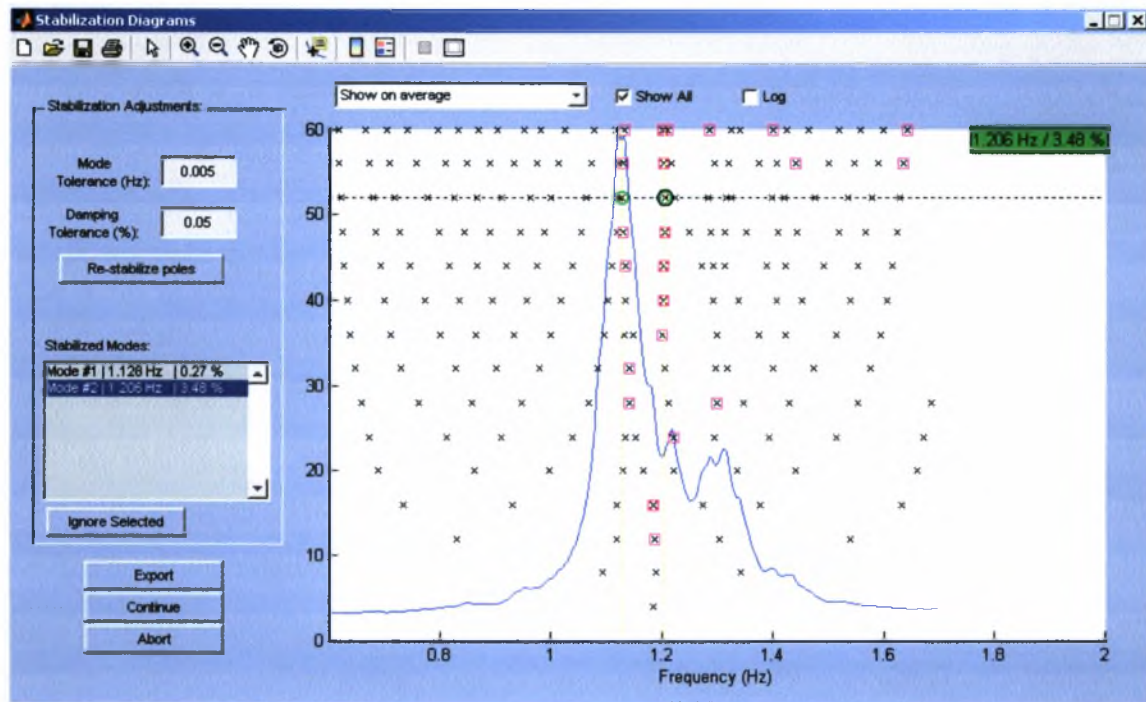 Stabilization Diagrams
Stabilization Adjustments:
Mode Tolerance (Hz): 0.005
Damping Tolerance (%): 0.05
Re-stabilize poles
Stabilized Modes:
Mode #1 | 1.128 Hz | 0.27 %
Mode #2 | 1.206 Hz | 3.48 %
Ignore Selected
Export
Continue
Abort
Show on average
Show All
Log
1.206 Hz / 3.48 %
60
50
40
30
20
10
0
0.8 1 1.2 1.4 1.6 1.8 2
Frequency (Hz)